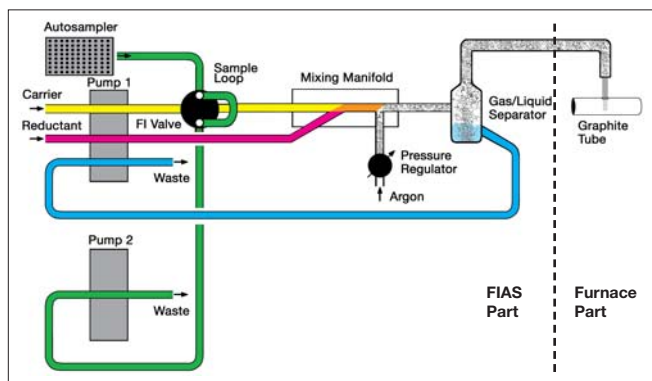 Autosampler
Pump 1
Sample
Loop
Mixing Manifold
Carrier
FI Valve
Gas/Liquid
Separator
Reductant
Graphite
Tube
Waste
Pressure
Regulator
Argon
Pump 2
Waste
FIAS
Part
Furnace
Part